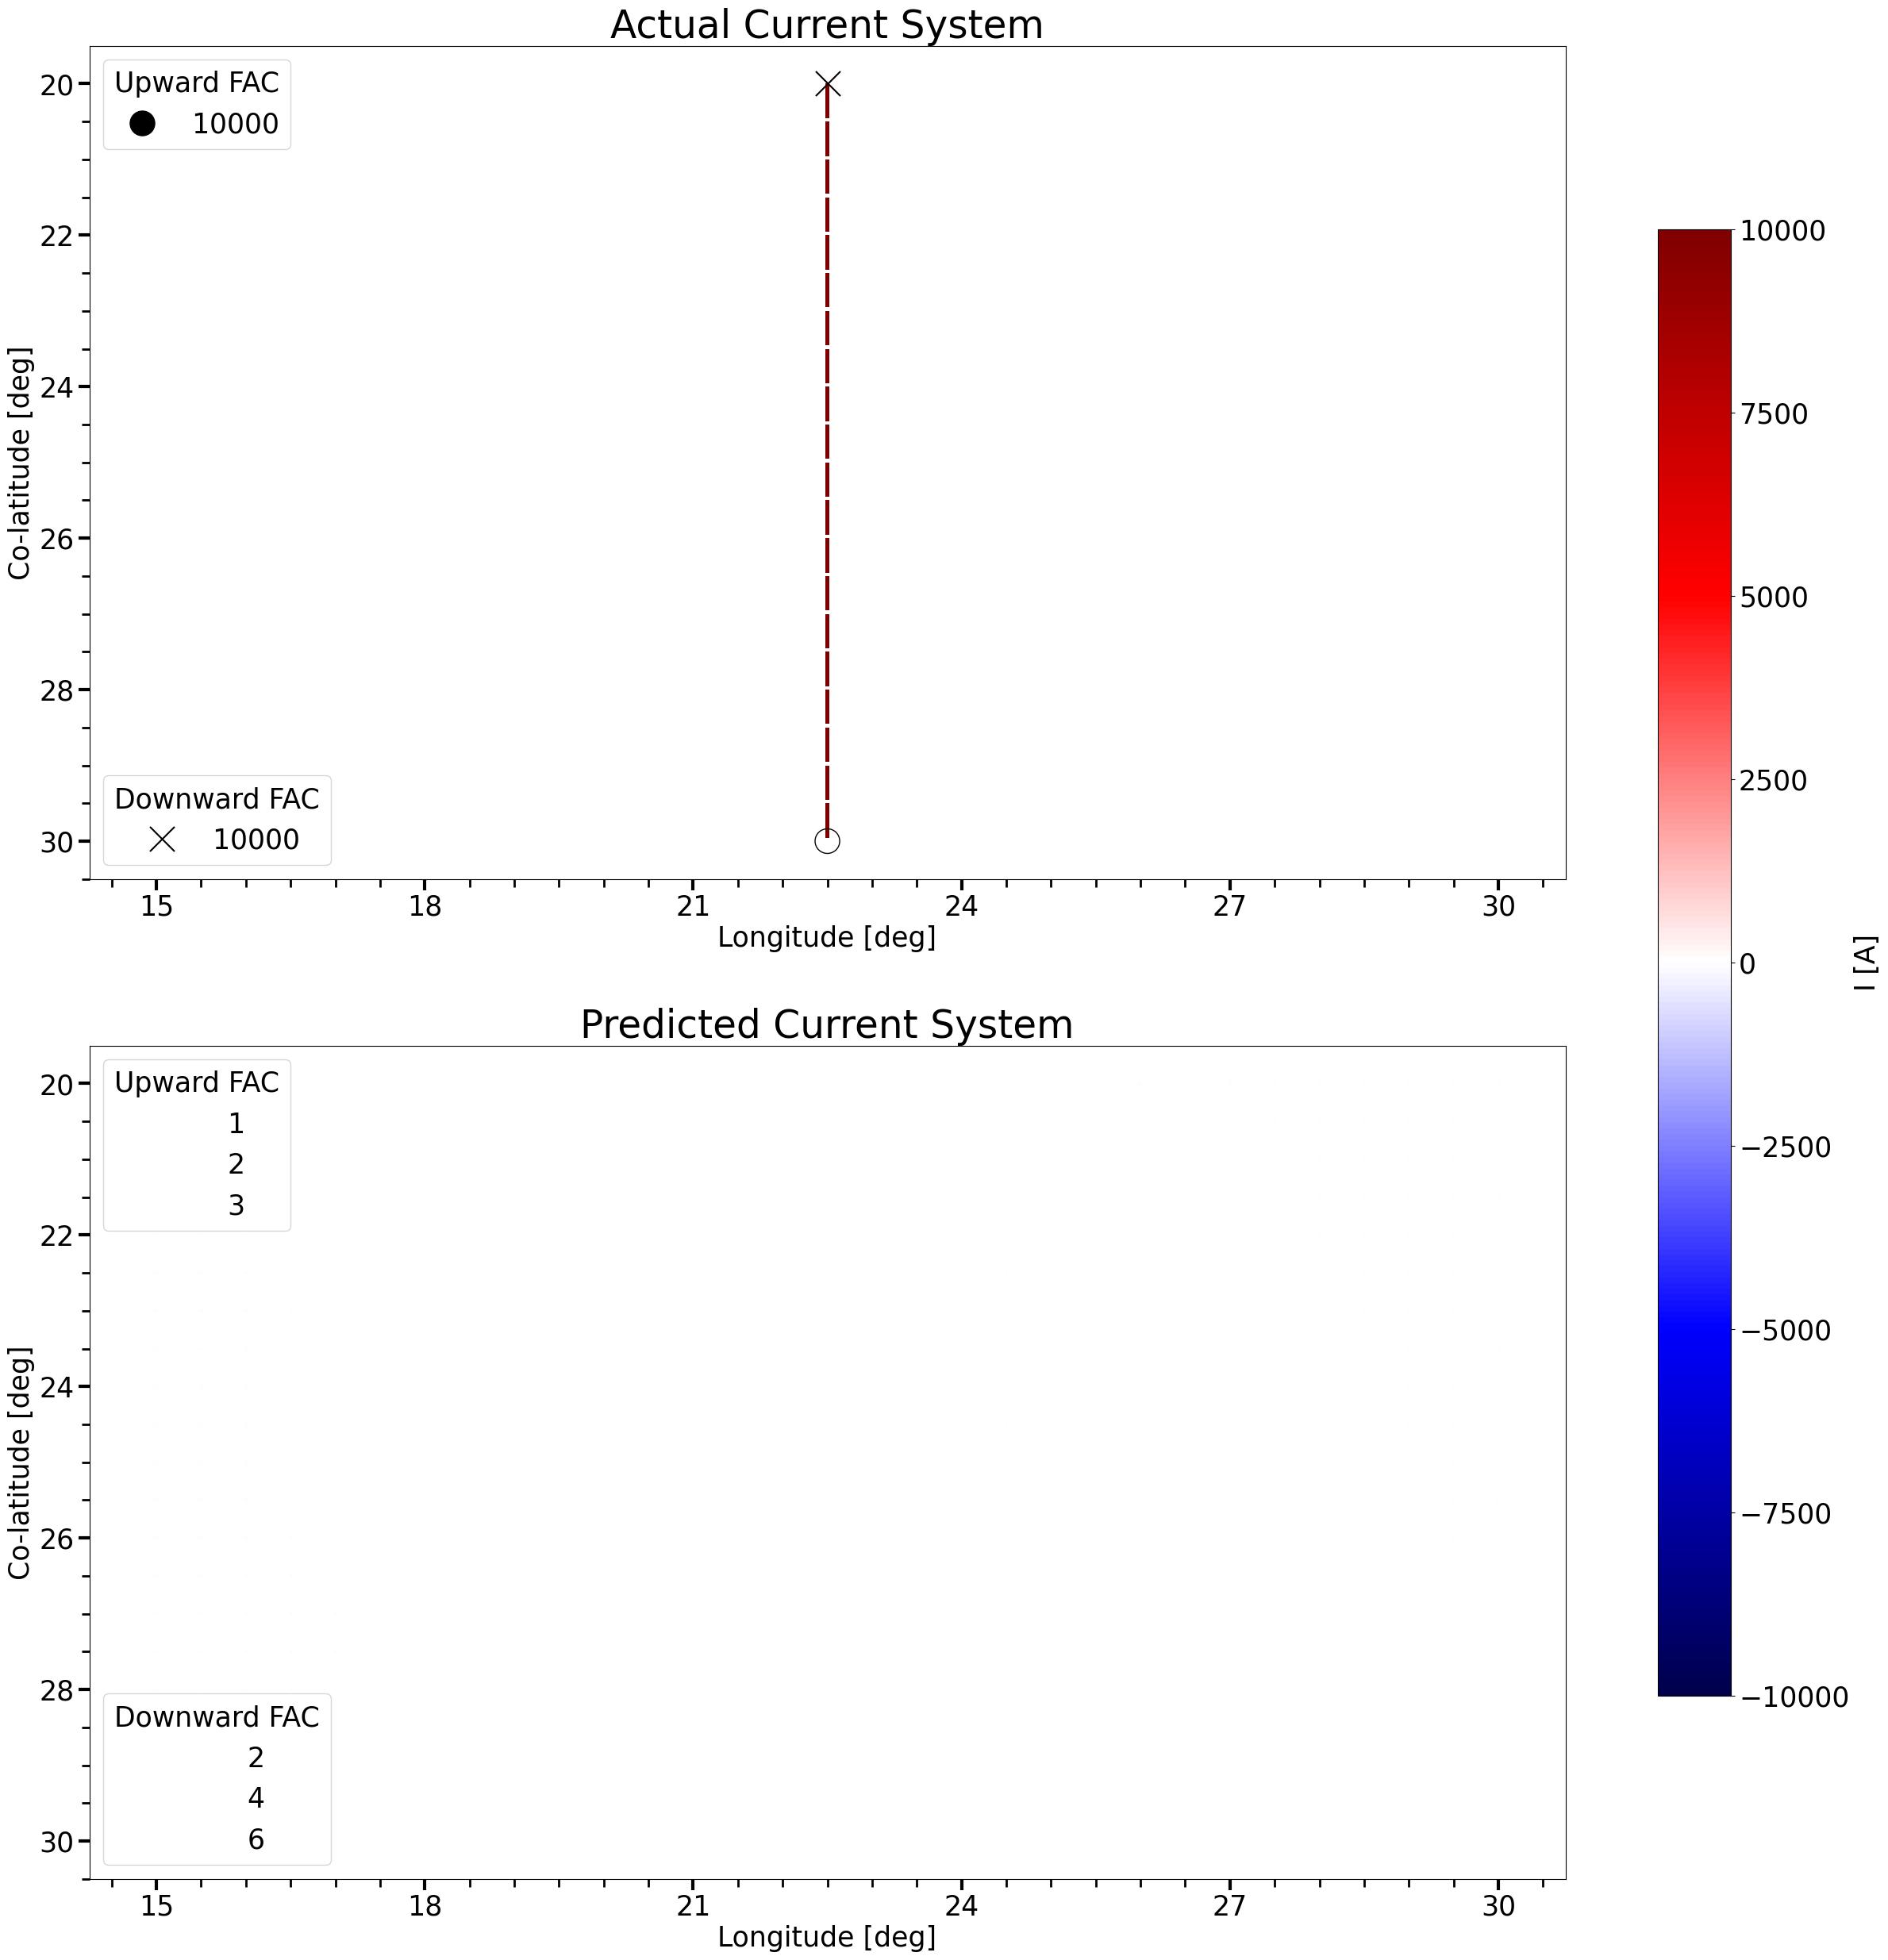 Actual Current System
Upward FAC
10000
Downward FAC
10000
20
22
24
26
28
30
Co-latitude [deg]
15 18 21 24 27 30
Longitude [deg]
Predicted Current System
Upward FAC
1
2
3
Downward FAC
2
4
6
20
22
24
26
28
30
Co-latitude [deg]
15 18 21 24 27 30
Longitude [deg]
10000
7500
5000
2500
0
−2500
−5000
−7500
−10000
I [A]